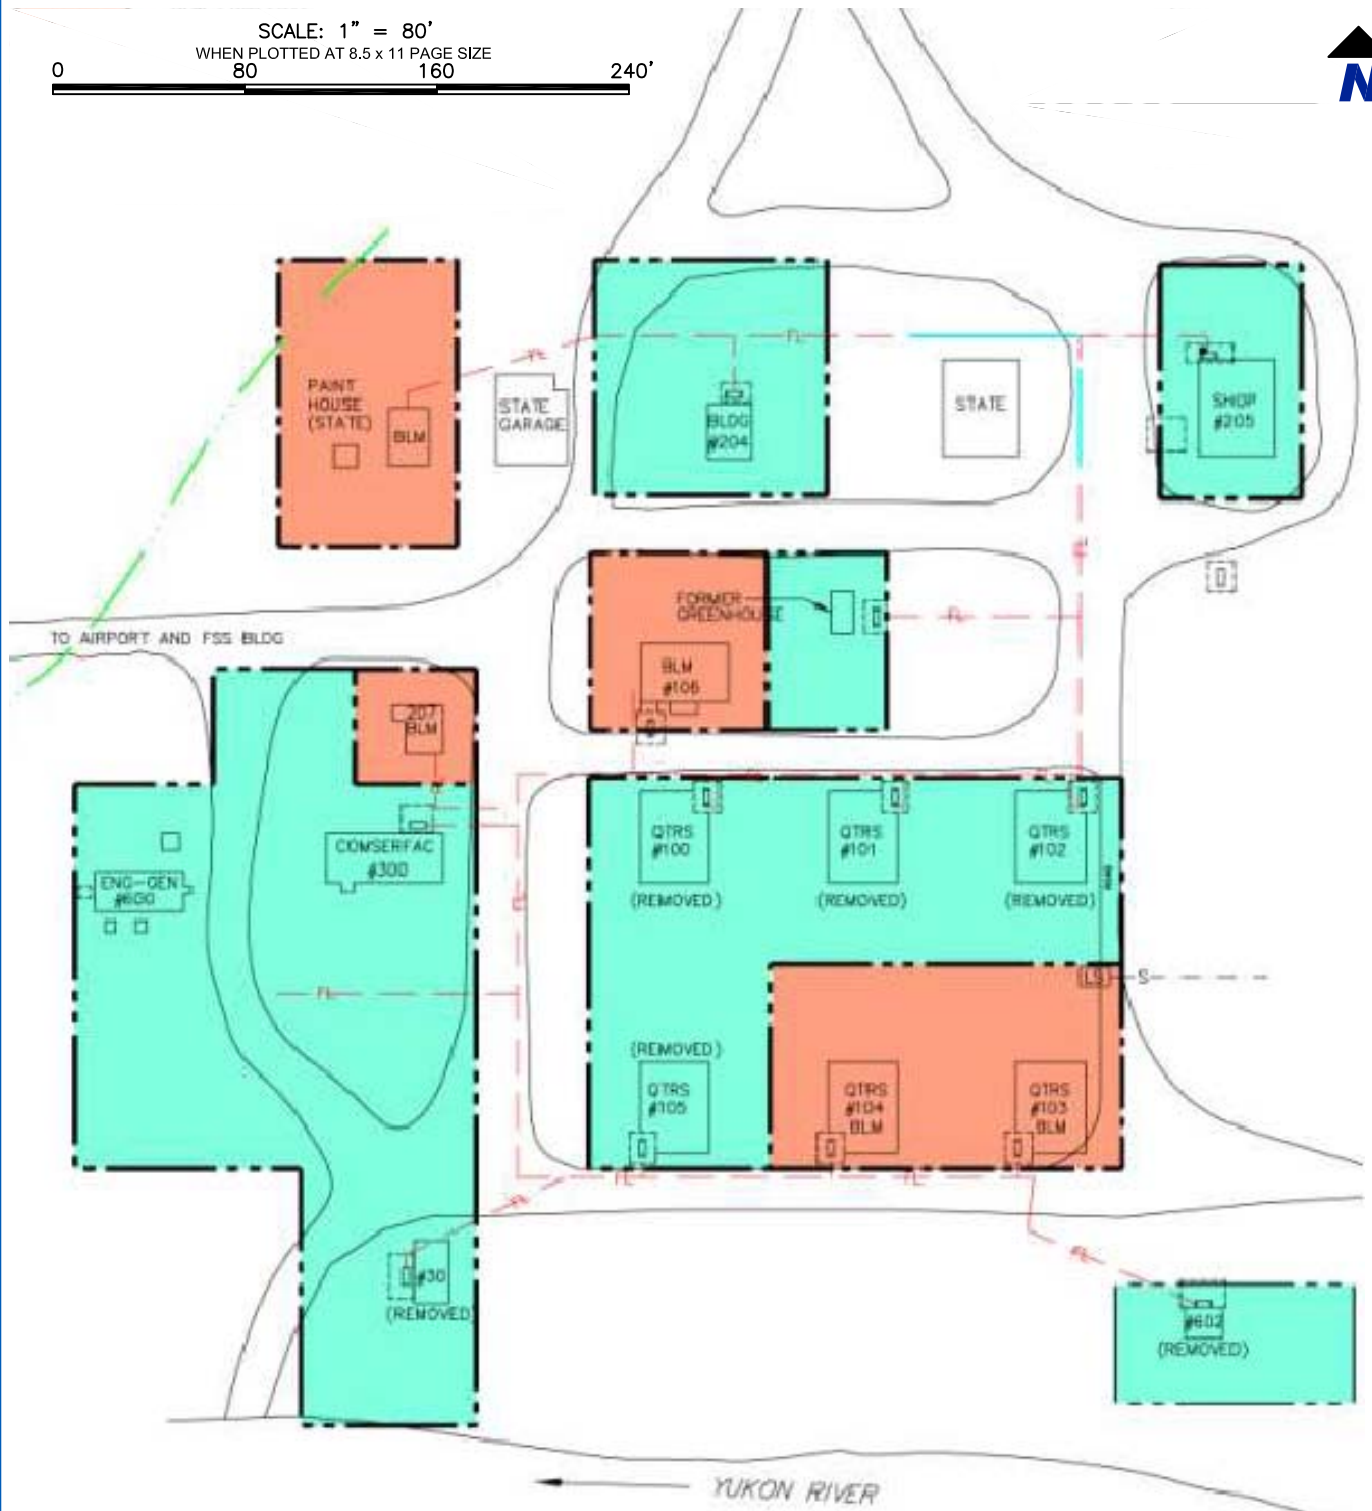 SCALE: 1" = 80'
WHEN PLOTTED AT 8.5 x 11 PAGE SIZE
0 80 160 240'
N
FL
FL
PAINT
HOUSE
(STATE)
BLM
STATE
GARAGE
BLDG
#204
STATE
SHOP
#205
FL
FORMER
GREENHOUSE
FL
TO AIRPORT AND FSS BLDG
BLM
#106
207
BLM
COMSERFAC
#300
QTRS
#100
(REMOVED)
QTRS
#101
(REMOVED)
QTRS
#102
(REMOVED)
ENG-GEN
#600
FL
LS
S
FL
(REMOVED)
QTRS
#105
QTRS
#104
BLM
QTRS
#103
BLM
FL
FL
FL
FL
#30
(REMOVED)
#602
(REMOVED)
YUKON RIVER